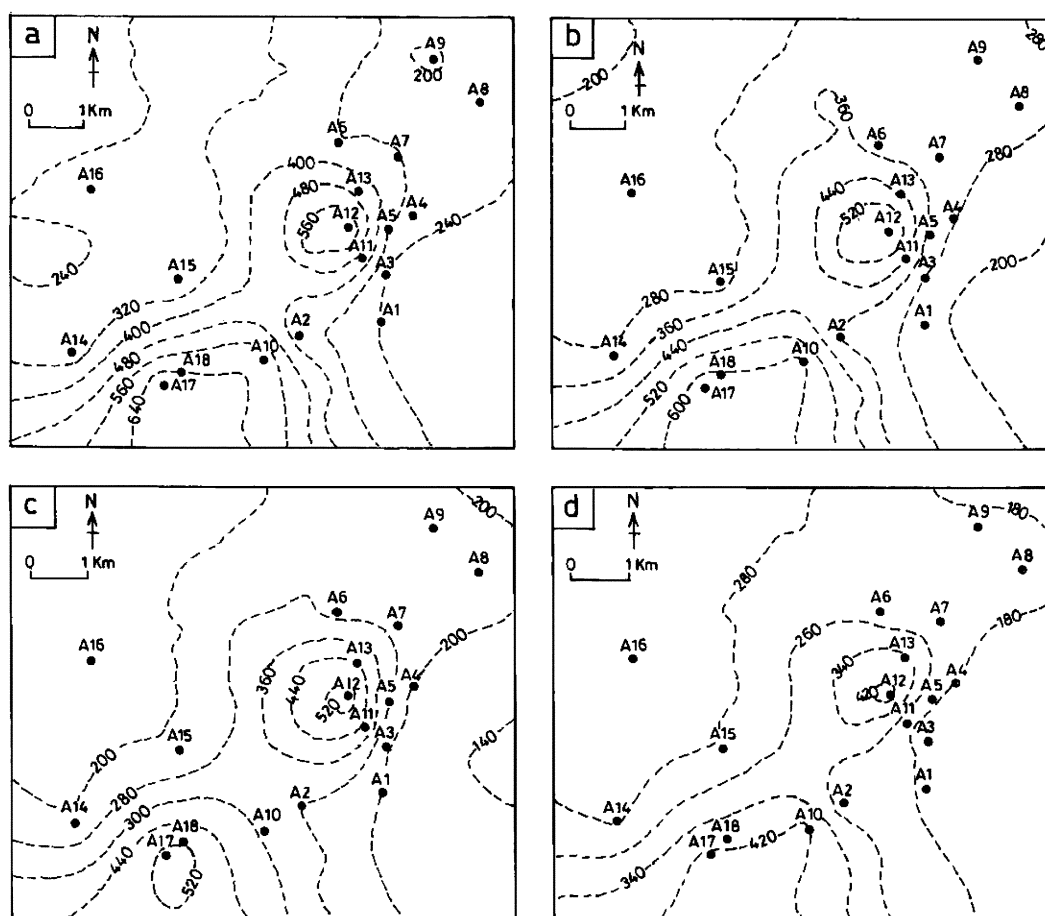 a
N
0 1 Km
A9
200
A8
A6
A7
400
A16
480
A13
A4
A12
A5
560
240
A11
240
A3
A15
320
A1
400
A2
A14
480
A10
A18
560
A17
640
b
280
N
A9
200
0 1 Km
A8
360
A6
A7
280
A16
440
A13
A4
520
A12
A5
A11
A3
200
A15
280
A1
360
A2
A14
440
A10
A18
520
A17
600
c
200
N
A9
0 1 Km
A8
A6
A7
200
A16
A13
360
A4
440
A12
A5
520
A11
A3
140
A15
200
A1
280
A2
A14
300
A10
A18
A17
440
520
d
180
N
A9
0 1 Km
A8
280
A6
A7
180
260
A16
A13
340
A4
A12
420
A5
A11
A3
A15
A1
A2
A14
260
A10
A18
A17
420
340